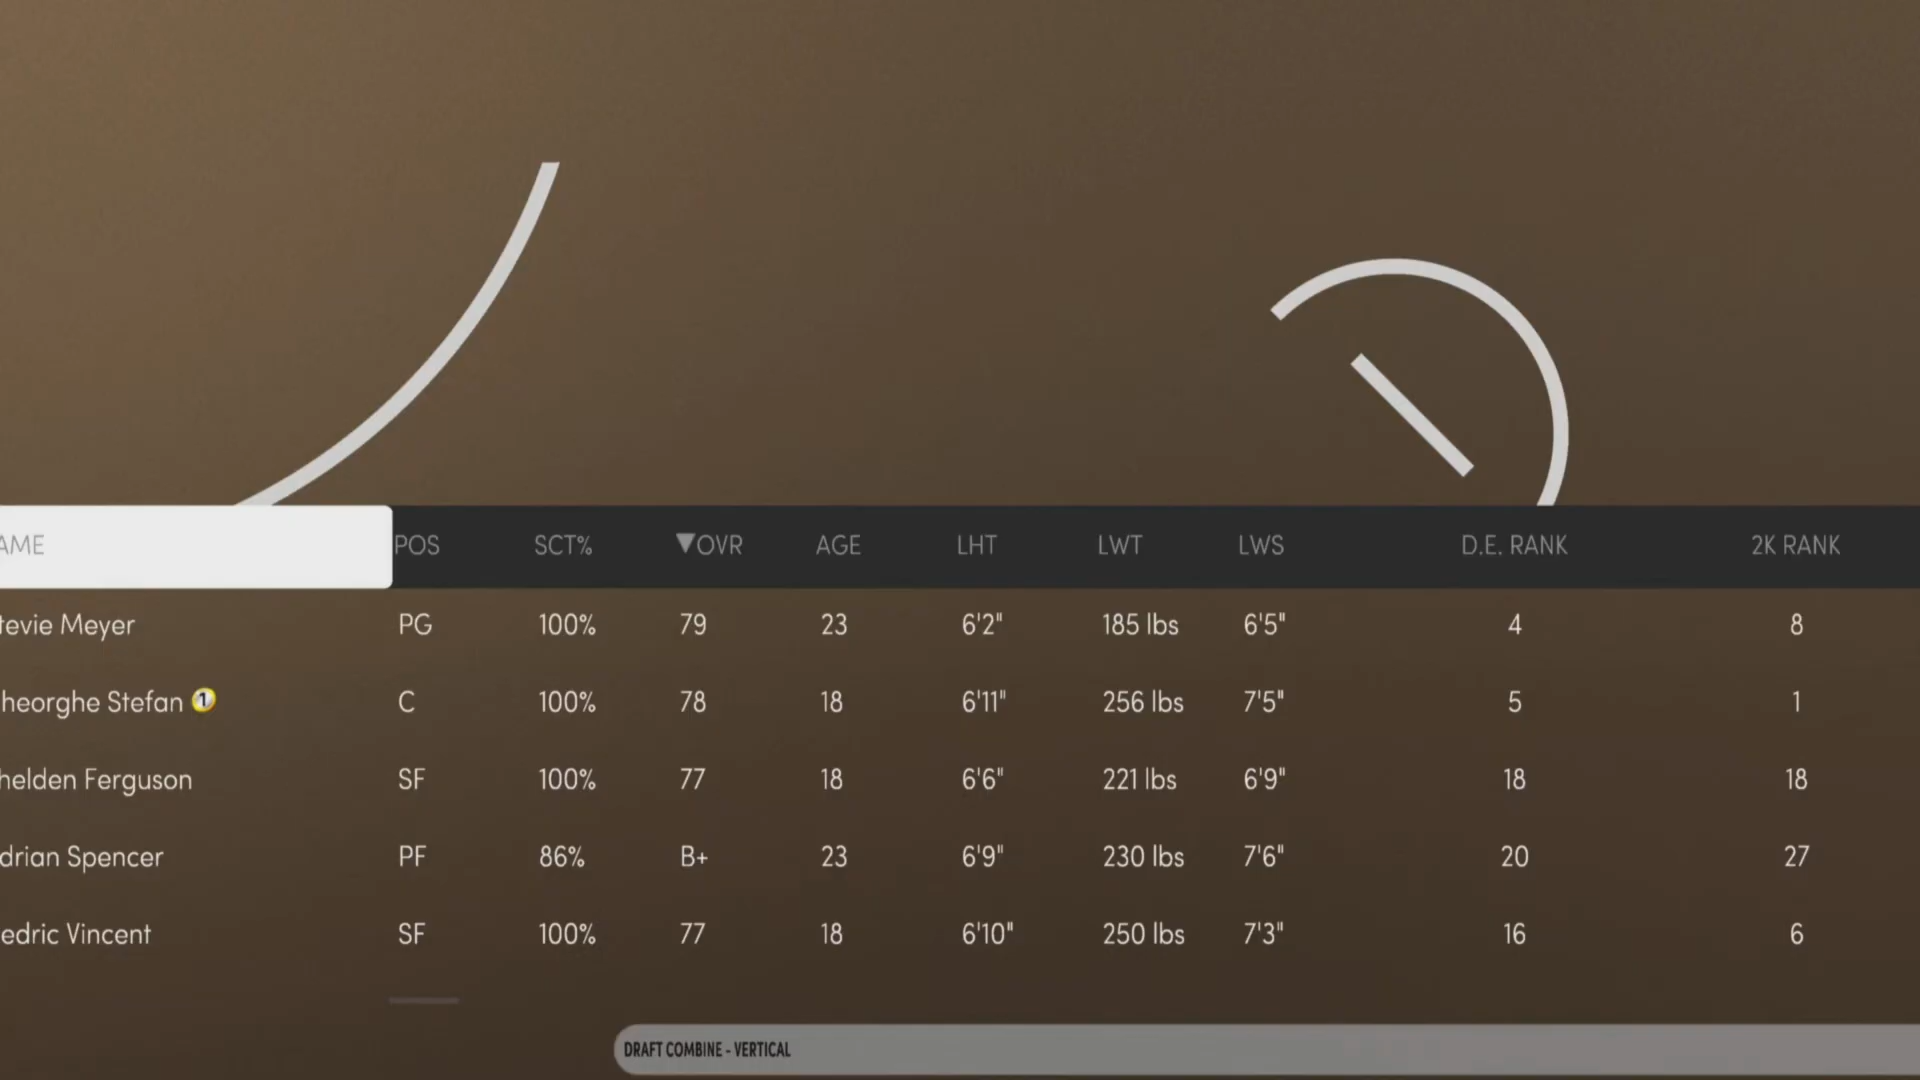 AME POS SCT% ▼OVR AGE LHT LWT LWS D.E. RANK 2K RANK
tevie Meyer PG 100% 79 23 6'2" 185 lbs 6'5" 4 8
heorghe Stefan 1 C 100% 78 18 6'11" 256 lbs 7'5" 5 1
helden Ferguson SF 100% 77 18 6'6" 221 lbs 6'9" 18 18
drian Spencer PF 86% B+ 23 6'9" 230 lbs 7'6" 20 27
edric Vincent SF 100% 77 18 6'10" 250 lbs 7'3" 16 6
DRAFT COMBINE - VERTICAL